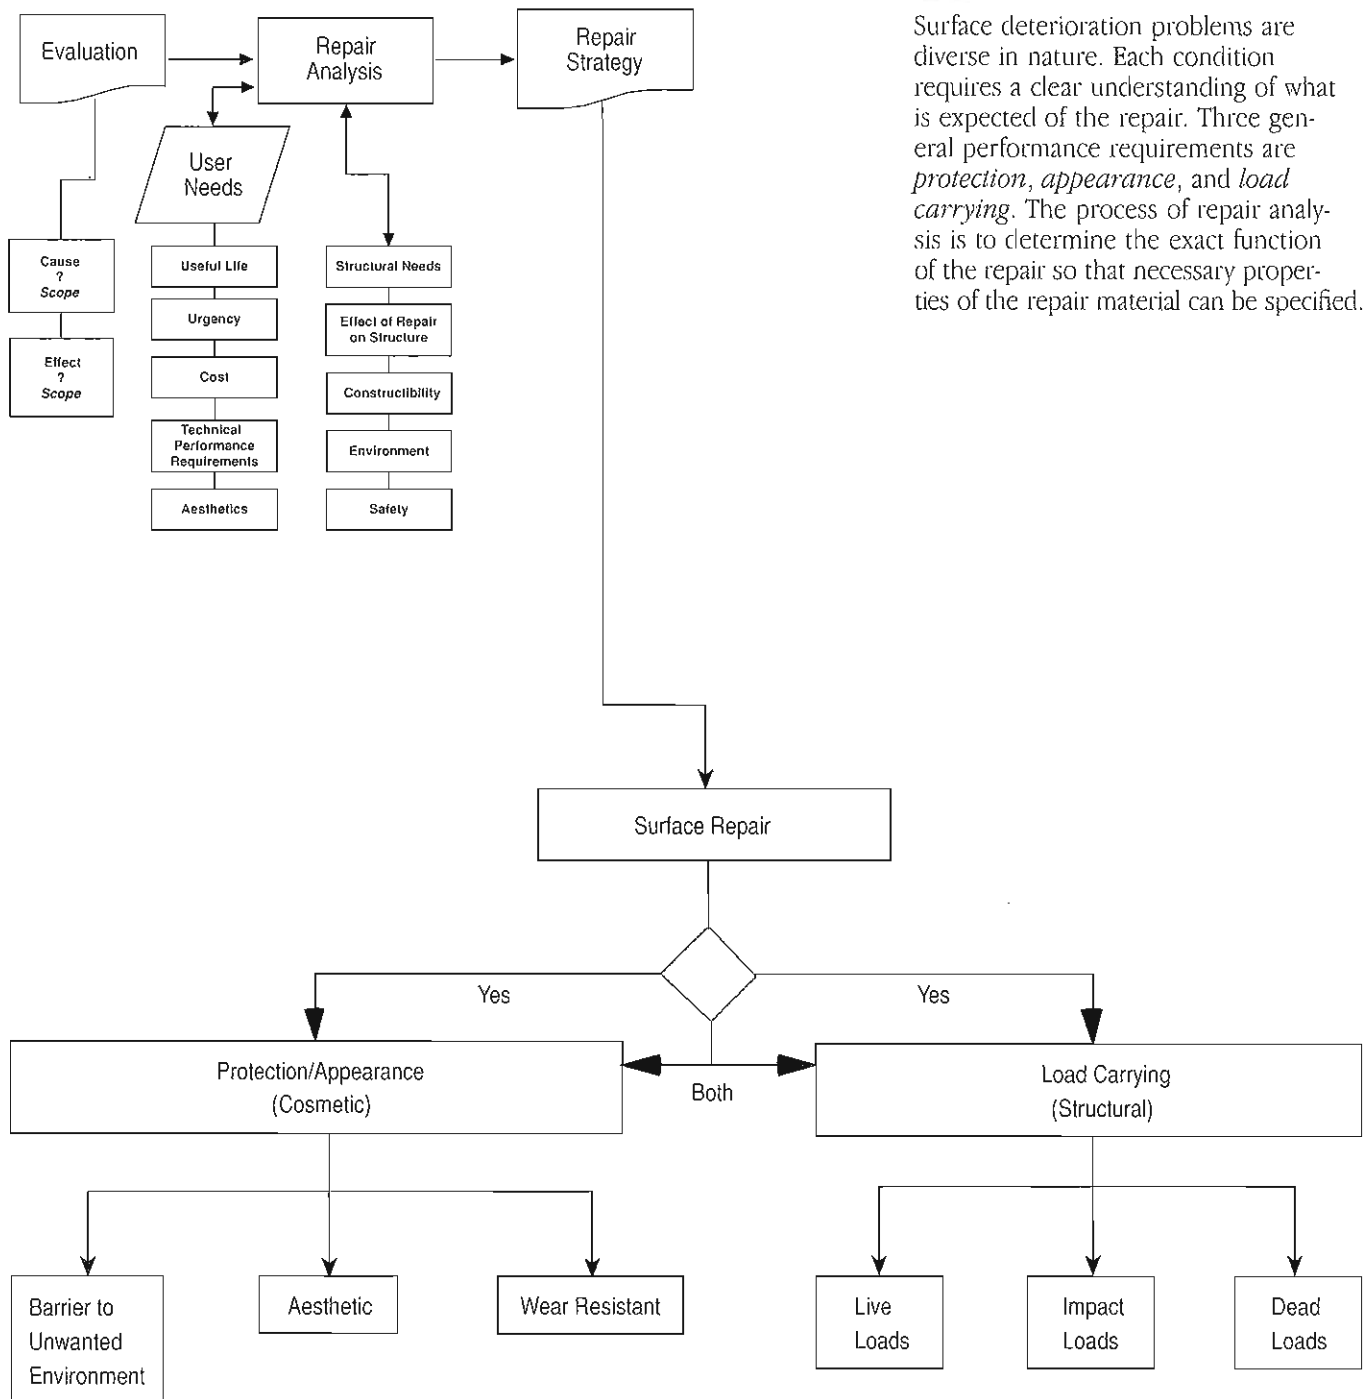 Surface deterioration problems are
diverse in nature. Each condition
requires a clear understanding of what
is expected of the repair. Three gen-
eral performance requirements are
protection, appearance, and load
carrying. The process of repair analy-
sis is to determine the exact function
of the repair so that necessary proper-
ties of the repair material can be specified.
Evaluation
Repair
Analysis
Repair
Strategy
User
Needs
Cause
?
Scope
Effect
?
Scope
Useful Life
Urgency
Cost
Technical
Performance
Requirements
Aesthetics
Structural Needs
Effect of Repair
on Structure
Constructibility
Environment
Safety
Surface Repair
Yes
Yes
Both
Protection/Appearance
(Cosmetic)
Load Carrying
(Structural)
Barrier to
Unwanted
Environment
Aesthetic
Wear Resistant
Live
Loads
Impact
Loads
Dead
Loads